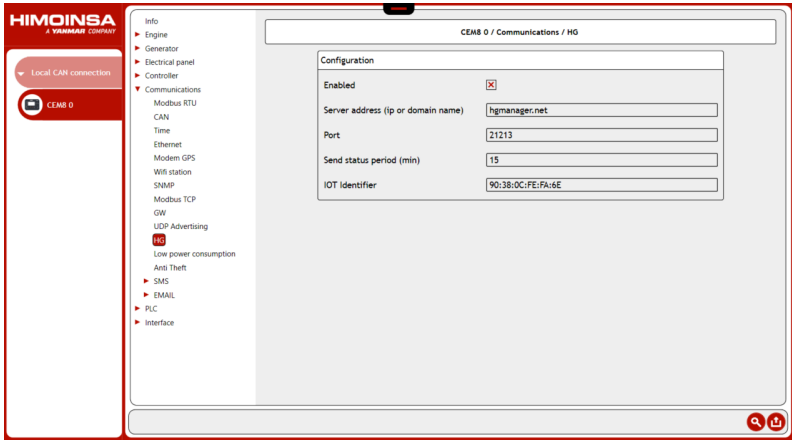 HIMOINSA
A YANMAR COMPANY
Local CAN connection
CEM8 0
Info
Engine
Generator
Electrical panel
Controller
Communications
Modbus RTU
CAN
Time
Ethernet
Modem GPS
Wifi station
SNMP
Modbus TCP
GW
UDP Advertising
HG
Low power consumption
Anti Theft
SMS
EMAIL
PLC
Interface
CEM8 0 / Communications / HG
Configuration
Enabled
Server address (ip or domain name) hgmanager.net
Port 21213
Send status period (min) 15
IOT Identifier 90:38:0C:FE:FA:6E